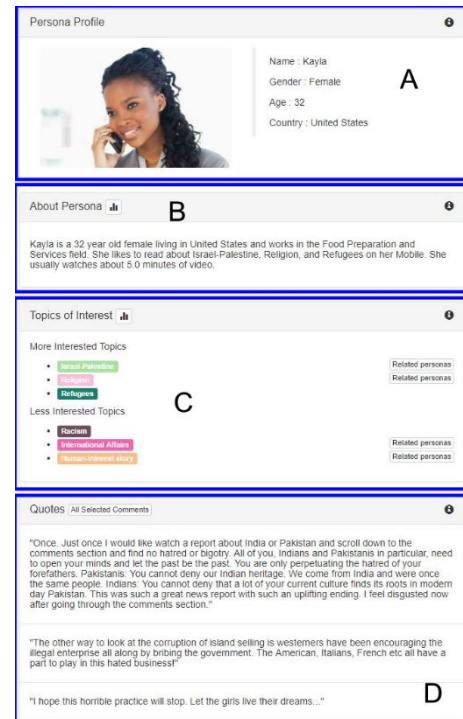 Persona Profile
Name : Kayla
Gender : Female
A
Age : 32
Country : United States
About Persona
B
Kayla is a 32 year old female living in United States and works in the Food Preparation and
Services field. She likes to read about Israel-Palestine, Religion, and Refugees on her Mobile. She
usually watches about 5.0 minutes of video.
Topics of Interest
More Interested Topics
Israel-Palestine Related personas
Religion Related personas
Refugees
Less Interested Topics
C
Racism
International Affairs Related personas
Human-interest story Related personas
Quotes All Selected Comments
"Once. Just once I would like watch a report about India or Pakistan and scroll down to the
comments section and find no hatred or bigotry. All of you, Indians and Pakistanis in particular, need
to open your minds and let the past be the past. You are only perpetuating the hatred of your
forefathers. Pakistanis: You cannot deny our Indian heritage. We come from India and were once
the same people. Indians: You cannot deny that a lot of your current culture finds its roots in modern
day Pakistan. This was such a great news report with such an uplifting ending. I feel disgusted now
after going through the comments section."
"The other way to look at the corruption of island selling is westerners have been encouraging the
illegal enterprise all along by bribing the government. The American, Italians, French etc all have a
part to play in this hated business!"
"I hope this horrible practice will stop. Let the girls live their dreams..."
D